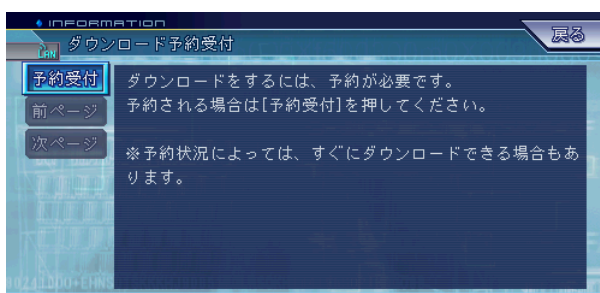 INFORMATION
LAN
ダウンロード予約受付
戻る
予約受付
前ページ
次ページ
ダウンロードをするには、予約が必要です。
予約される場合は[予約受付]を押してください。
※予約状況によっては、すぐにダウンロードできる場合もあ
ります。